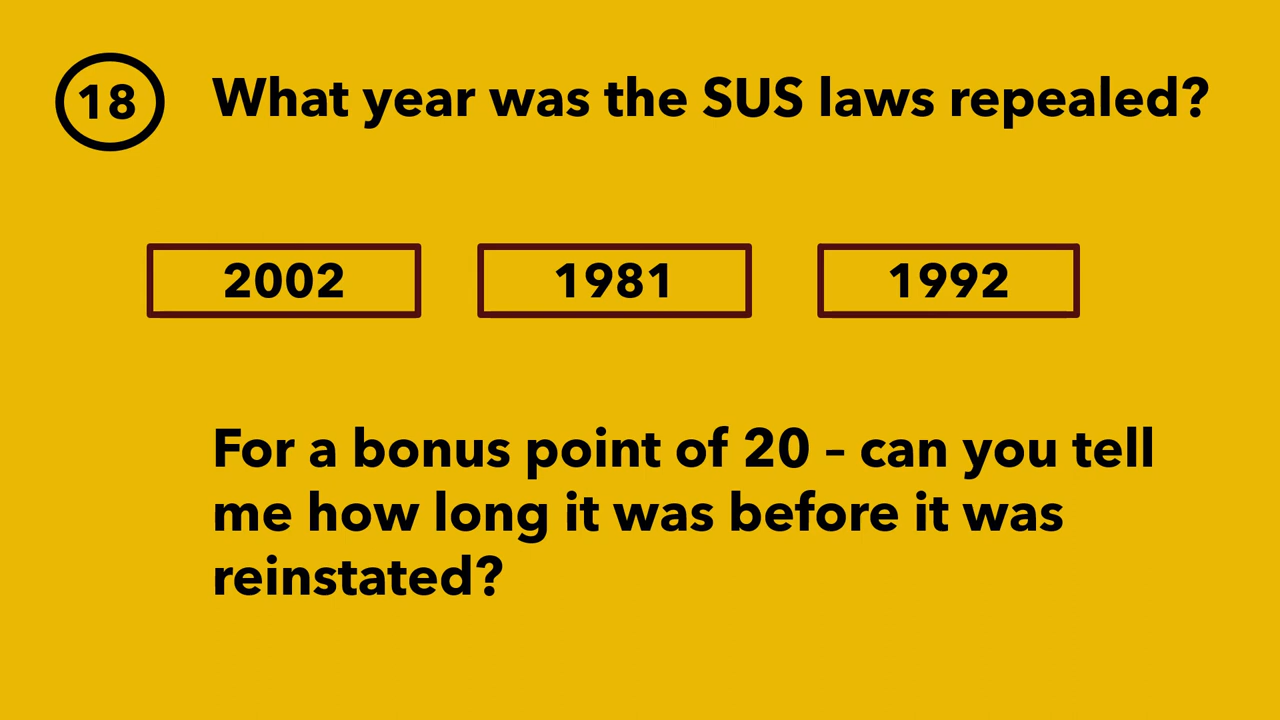 18 What year was the SUS laws repealed?
2002 1981 1992
For a bonus point of 20 – can you tell
me how long it was before it was
reinstated?